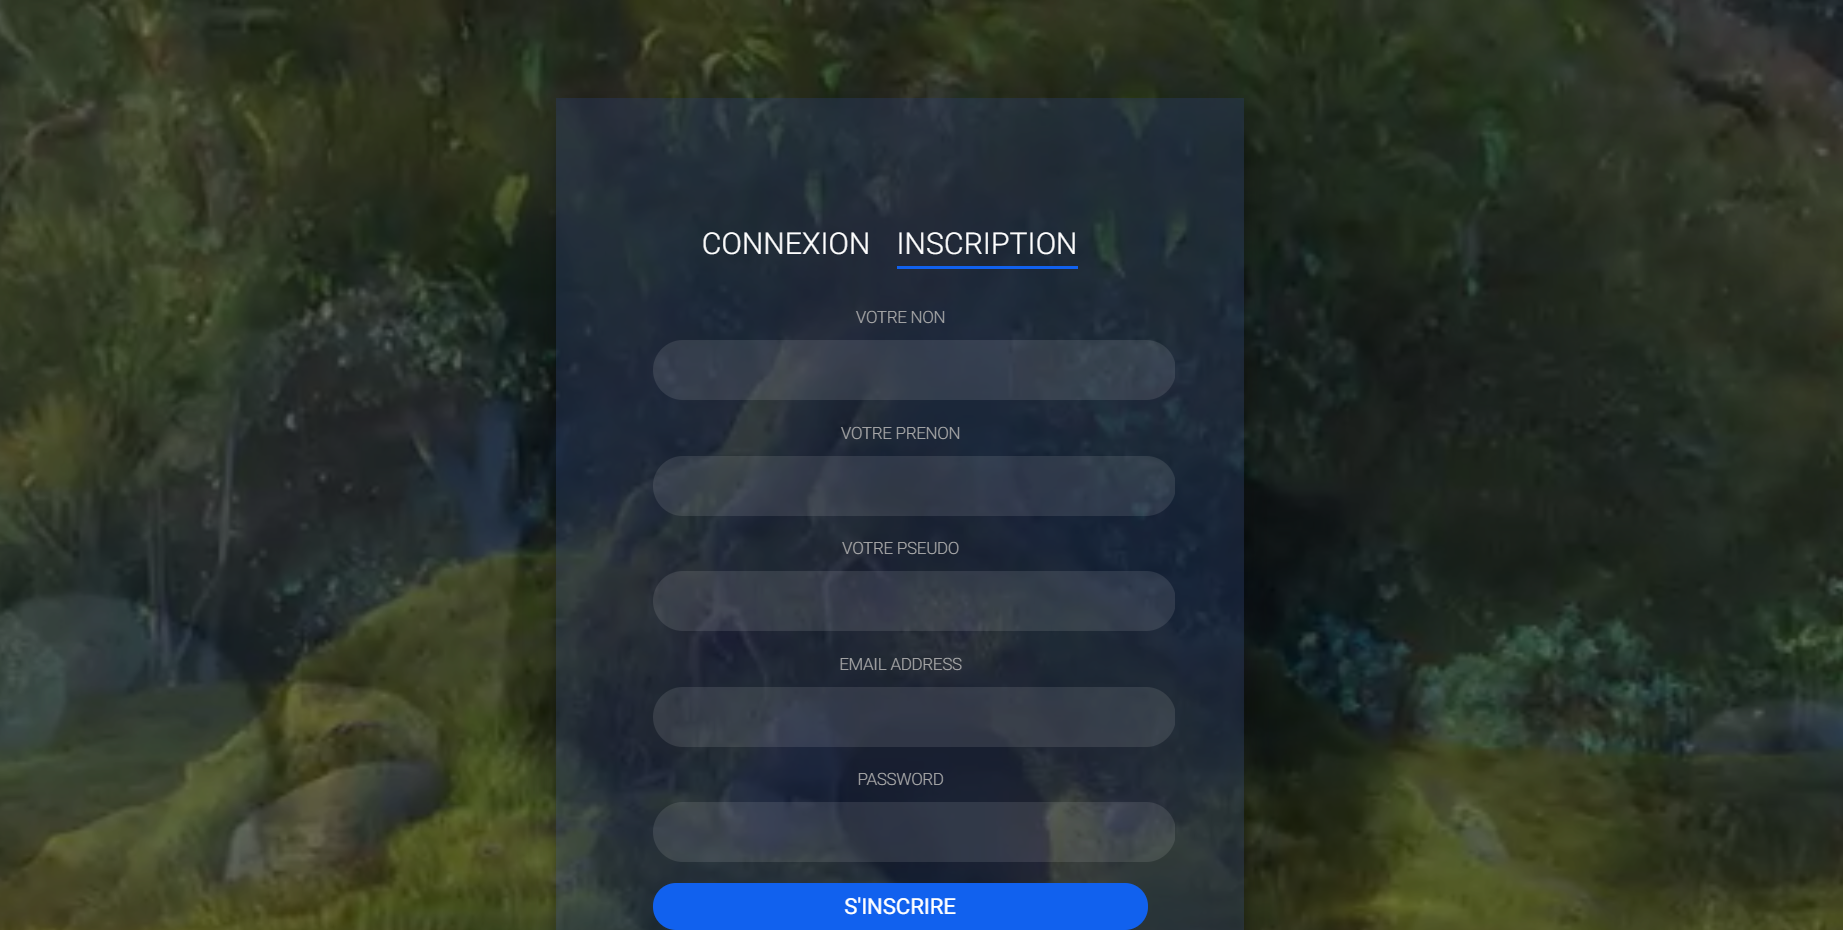 CONNEXION INSCRIPTION
VOTRE NON
VOTRE PRENON
VOTRE PSEUDO
EMAIL ADDRESS
PASSWORD
S'INSCRIRE